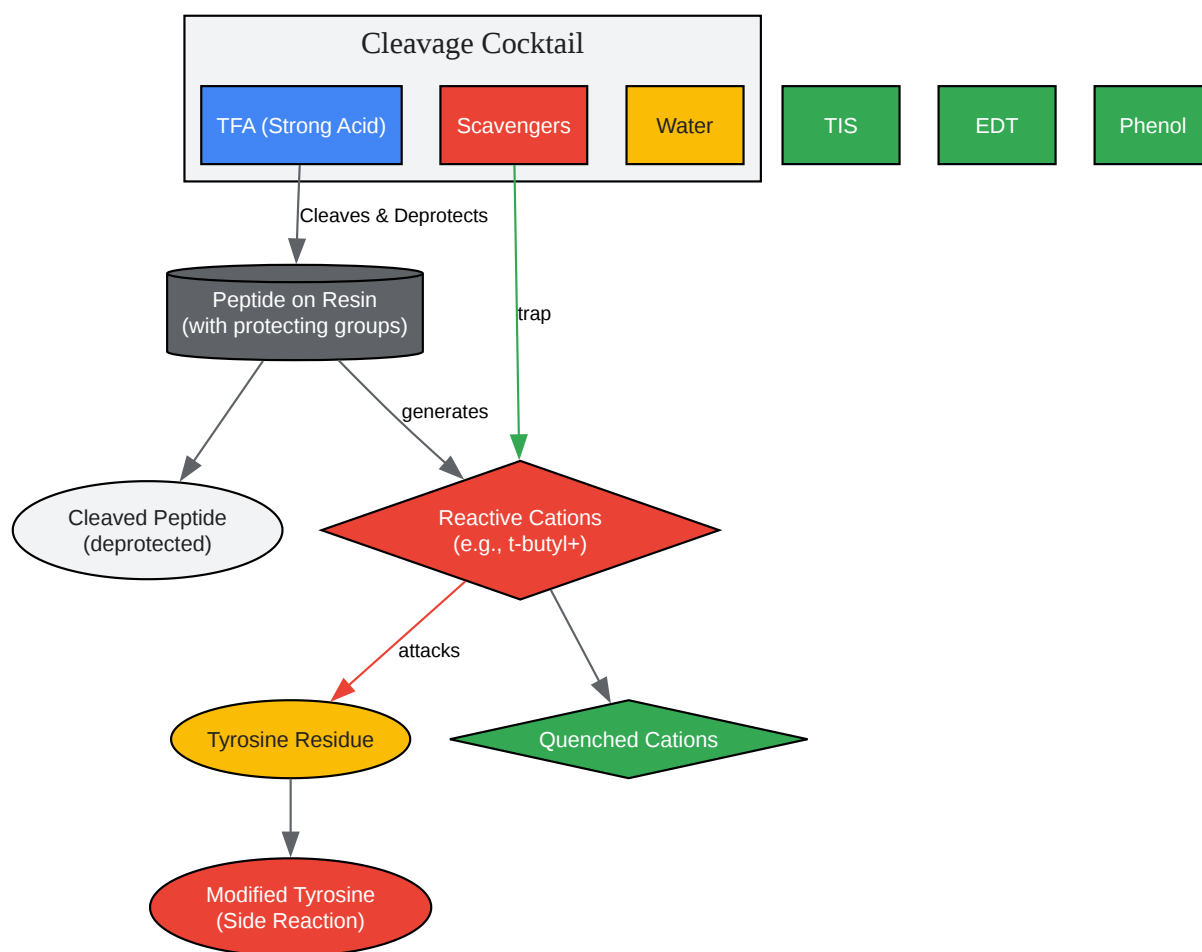 Cleavage Cocktail
TFA (Strong Acid)
Scavengers
Water
TIS
EDT
Phenol
Cleaves & Deprotects
Peptide on Resin
(with protecting groups)
trap
generates
Cleaved Peptide
(deprotected)
Reactive Cations
(e.g., t-butyl+)
attacks
Tyrosine Residue
Quenched Cations
Modified Tyrosine
(Side Reaction)